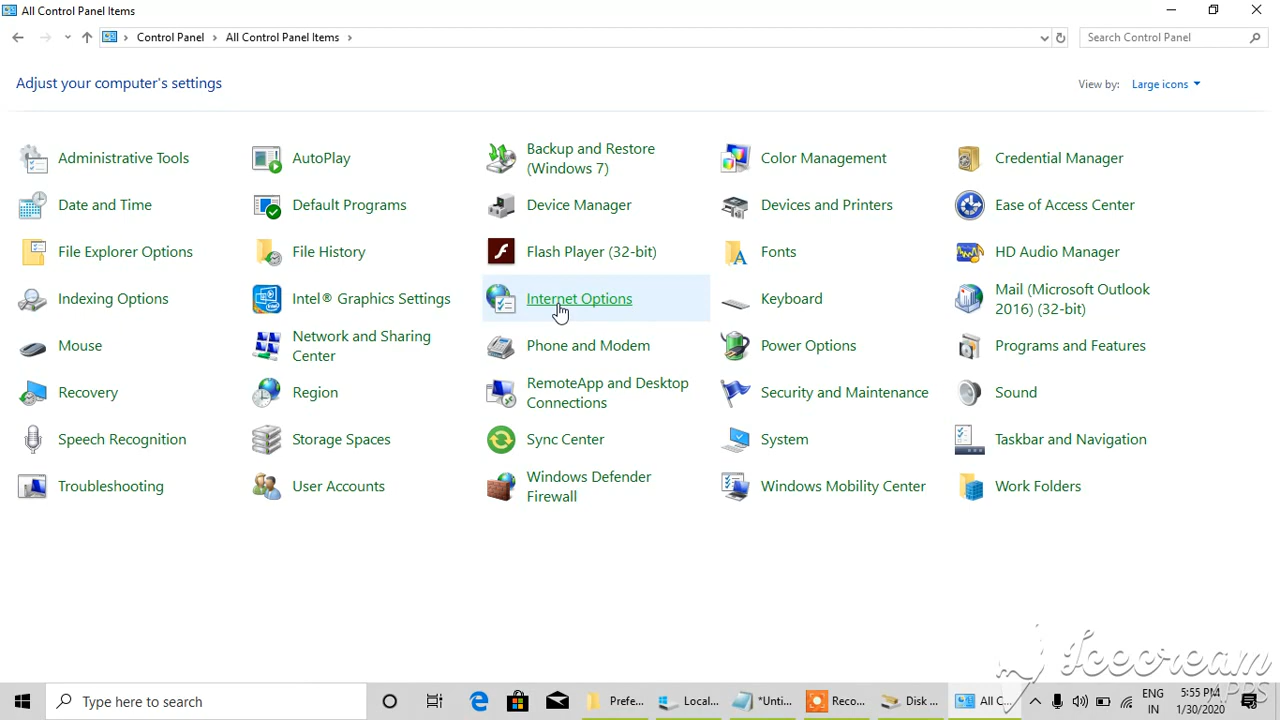 All Control Panel Items
Control Panel > All Control Panel Items >
Search Control Panel
Adjust your computer's settings
View by: Large icons
Administrative Tools
AutoPlay
Backup and Restore
(Windows 7)
Color Management
Credential Manager
Date and Time
Default Programs
Device Manager
Devices and Printers
Ease of Access Center
File Explorer Options
File History
Flash Player (32-bit)
Fonts
HD Audio Manager
Indexing Options
Intel® Graphics Settings
Internet Options
Keyboard
Mail (Microsoft Outlook
2016) (32-bit)
Mouse
Network and Sharing
Center
Phone and Modem
Power Options
Programs and Features
Recovery
Region
RemoteApp and Desktop
Connections
Security and Maintenance
Sound
Speech Recognition
Storage Spaces
Sync Center
System
Taskbar and Navigation
Troubleshooting
User Accounts
Windows Defender
Firewall
Windows Mobility Center
Work Folders
Icecream
APPS
Type here to search
Prefe...
Local...
*Unti...
Reco...
Disk ...
All C...
ENG
IN
5:55 PM
1/30/2020